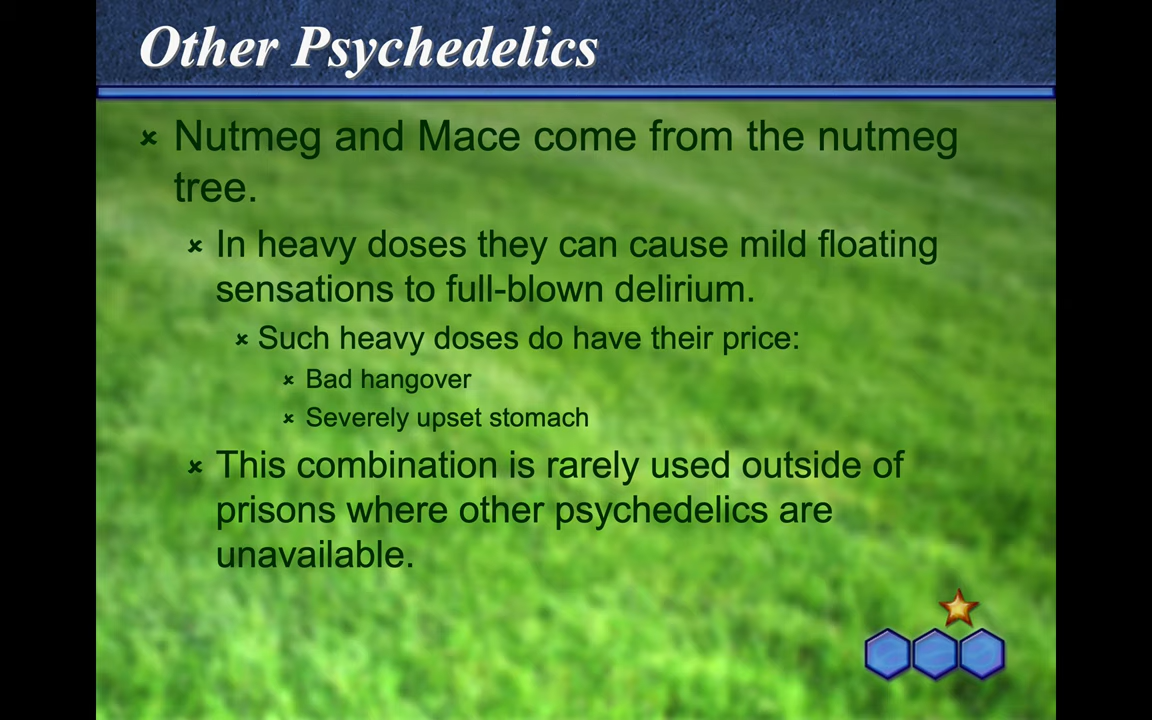 Other Psychedelics
Nutmeg and Mace come from the nutmeg
tree.
In heavy doses they can cause mild floating
sensations to full-blown delirium.
Such heavy doses do have their price:
Bad hangover
Severely upset stomach
This combination is rarely used outside of
prisons where other psychedelics are
unavailable.